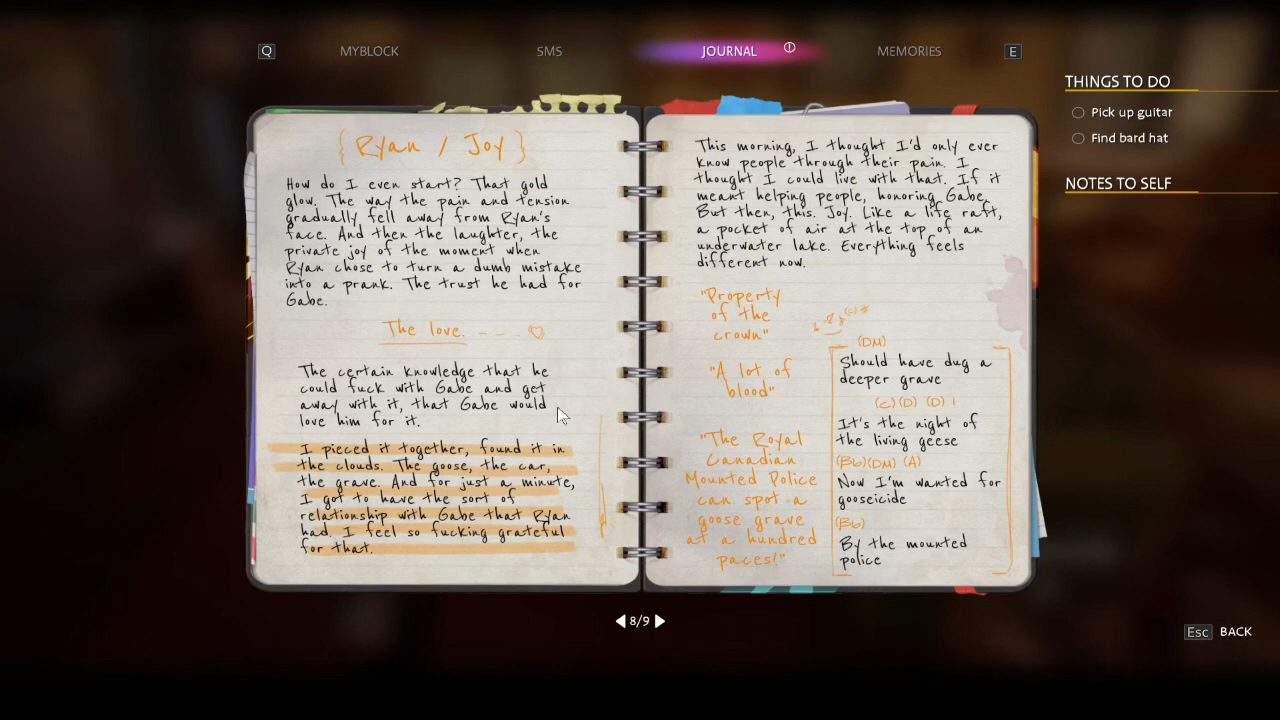 Q
MYBLOCK
SMS
JOURNAL
MEMORIES
E
THINGS TO DO
Pick up guitar
Find bard hat
NOTES TO SELF
{Ryan / Joy}
How do I even start? That gold
glow. The way the pain and tension
gradually fell away from Ryan's
face. And then the laughter, the
private joy of the moment when
Ryan chose to turn a dumb mistake
into a prank. The trust he had for
Gabe.
The love.
The certain knowledge that he
could fuck with Gabe and get
away with it, that Gabe would
love him for it.
I pieced it together, found it in
the clouds. The goose, the car,
the grave. And for just a minute,
I got to have the sort of
relationship with Gabe that Ryan
had. I feel so fucking grateful
for that.
This morning, I thought I'd only ever
know people through their pain. I
thought I could live with that. If it
meant helping people, honoring Gabe.
But then, this. Joy. Like a life raft,
a pocket of air at the top of an
underwater lake. Everything feels
different now.
"Property
of the
crown"
"A lot of
blood"
"The Royal
Canadian
Mounted Police
can spot a
goose grave
at a hundred
paces!"
(DM)
Should have dug a
deeper grave
(C)(D) (D)
It's the night of
the living geese
(Bb)(DM) (A)
Now I'm wanted for
gooseicide
(Bb)
By the mounted
police
8/9
Esc BACK